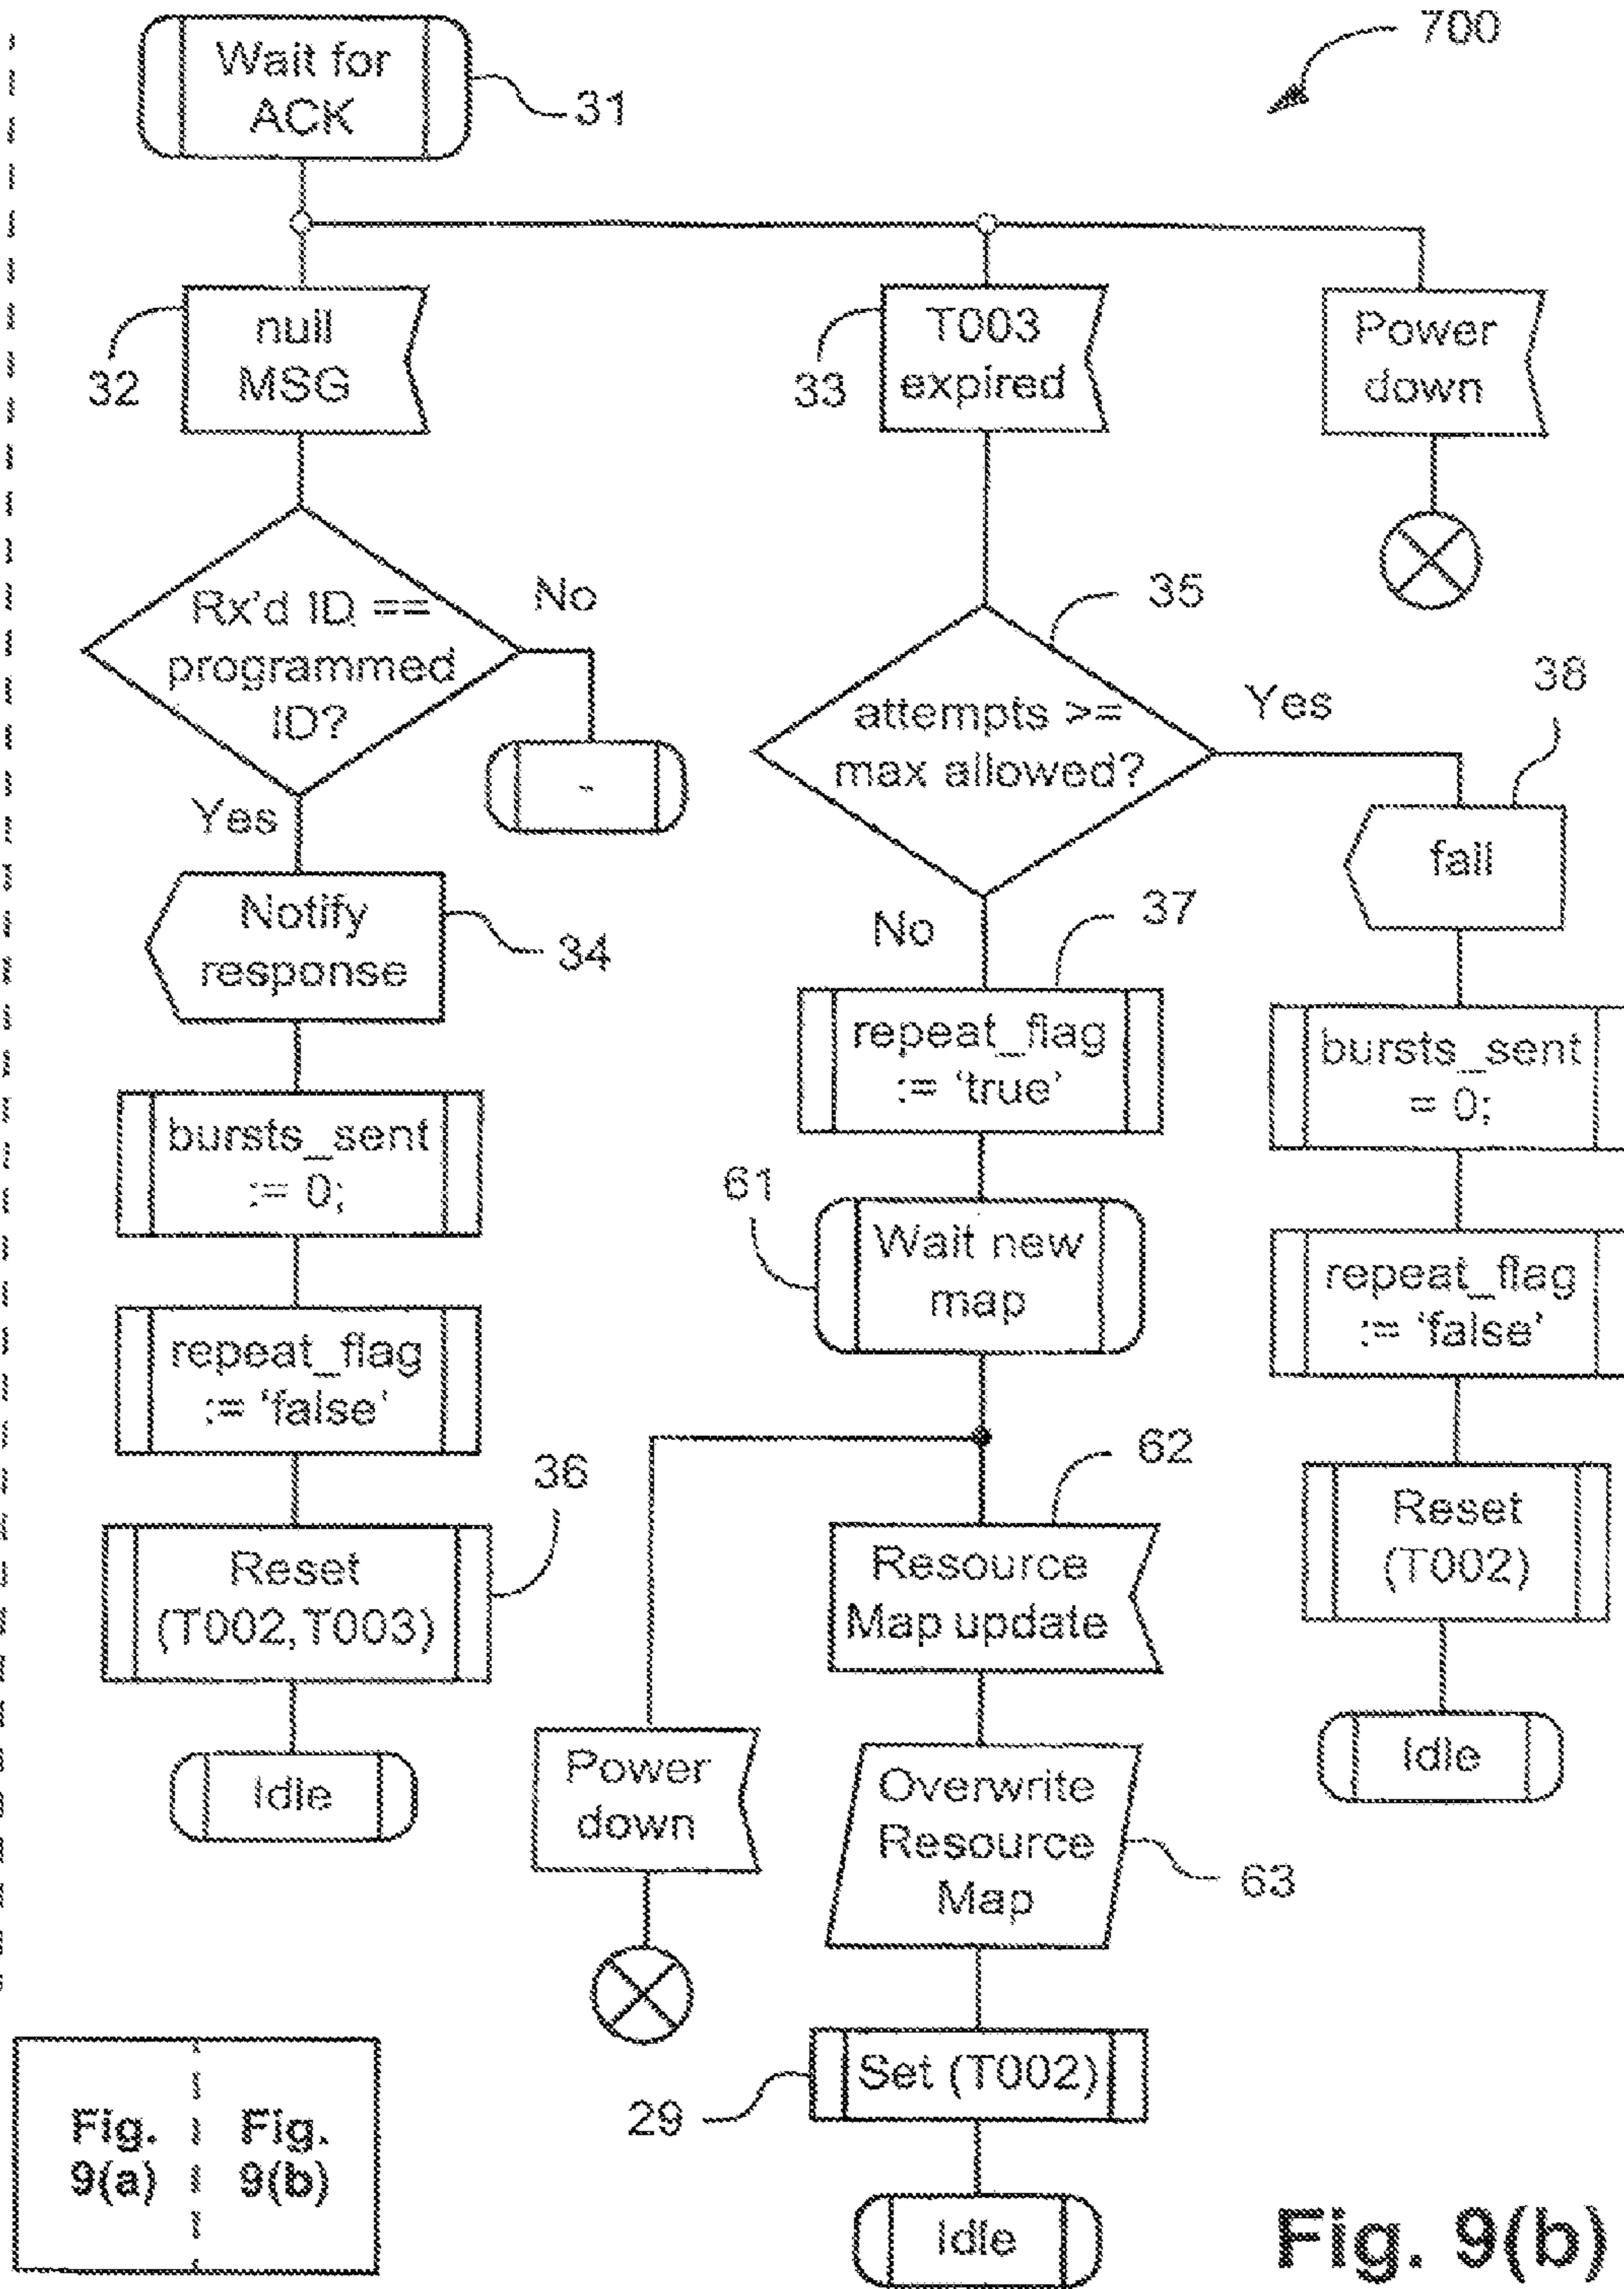 700
Wait for
ACK
31
null
MSG
32
T003
expired
33
Power
down
Rx'd ID ==
programmed
ID?
No
-
Yes
Notify
response
34
bursts_sent
:= 0;
repeat_flag
:= 'false'
Reset
(T002,T003)
36
Idle
attempts >=
max allowed?
35
Yes
No
repeat_flag
:= 'true'
37
Wait new
map
61
Power
down
Resource
Map update
62
Overwrite
Resource
Map
63
Set (T002)
29
Idle
fail
38
bursts_sent
= 0;
repeat_flag
:= 'false'
Reset
(T002)
Idle
Fig.
9(a)
Fig.
9(b)
Fig. 9(b)